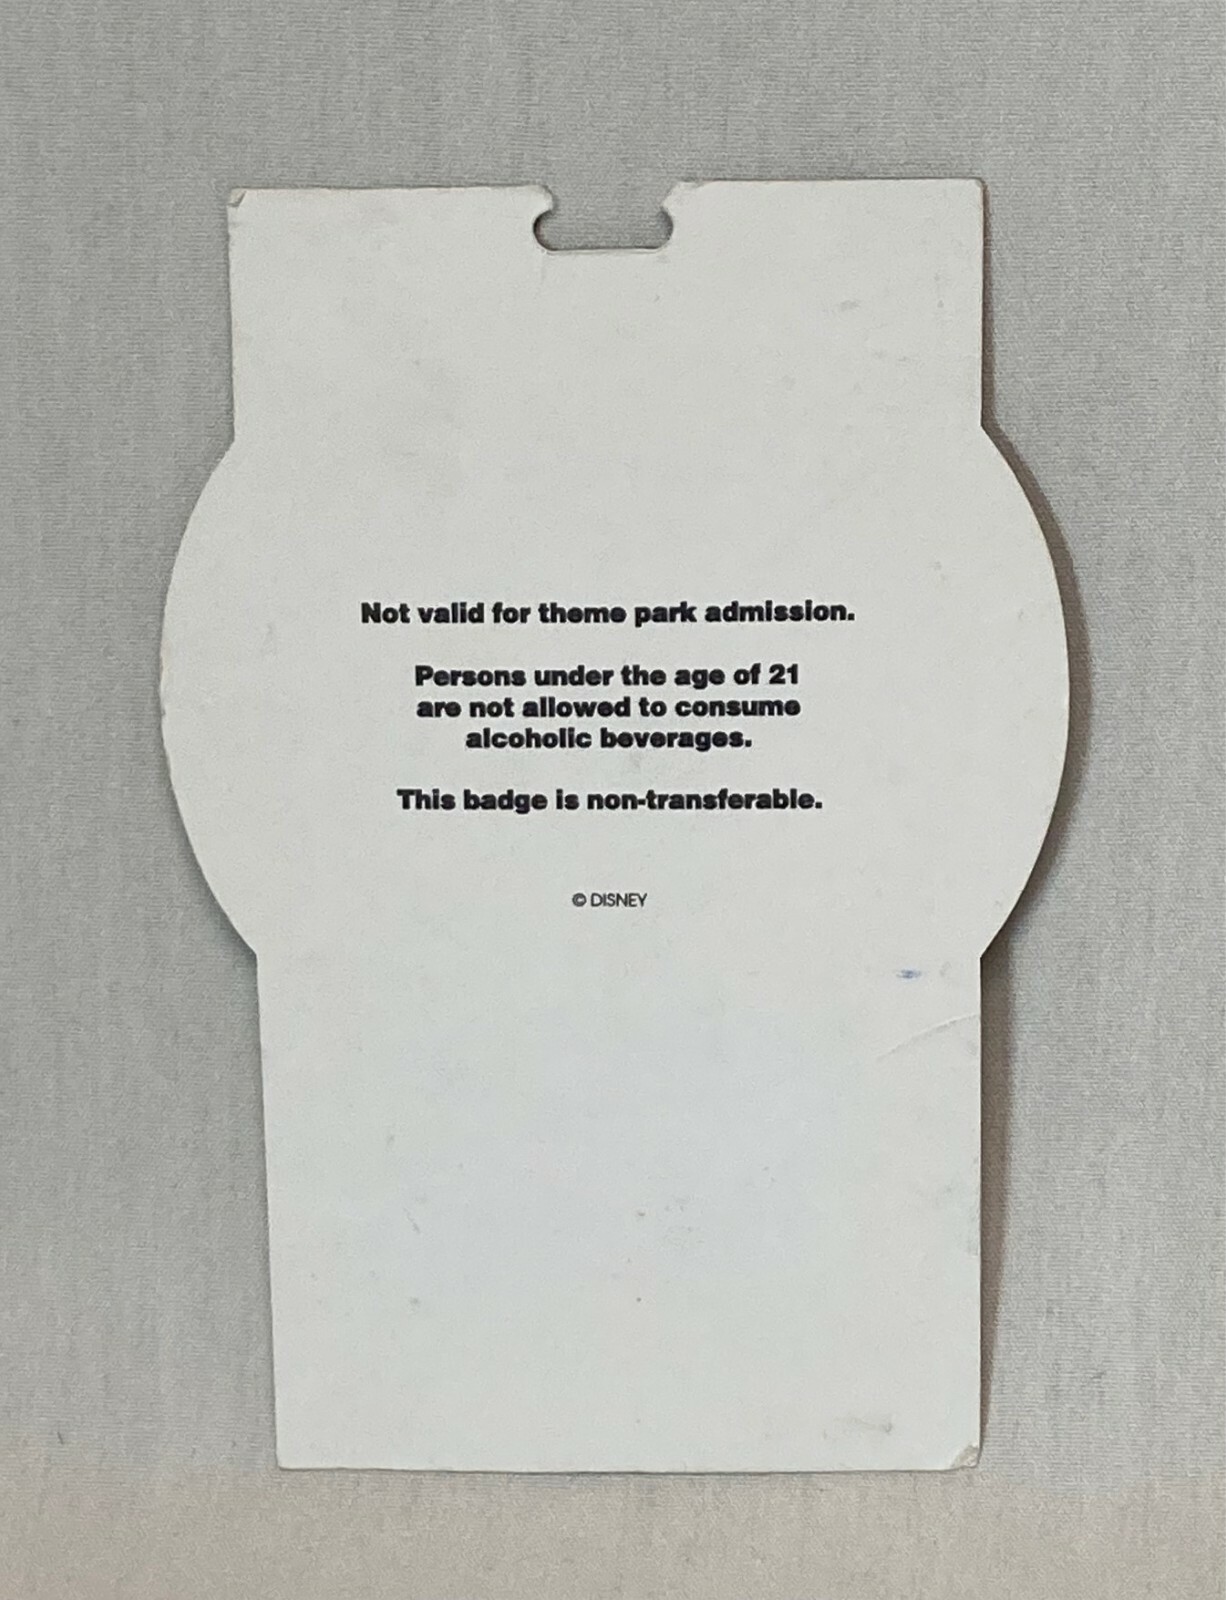 Not valid for theme park admission.
Persons under the age of 21
are not allowed to consume
alcoholic beverages.
This badge is non-transferable.
© DISNEY